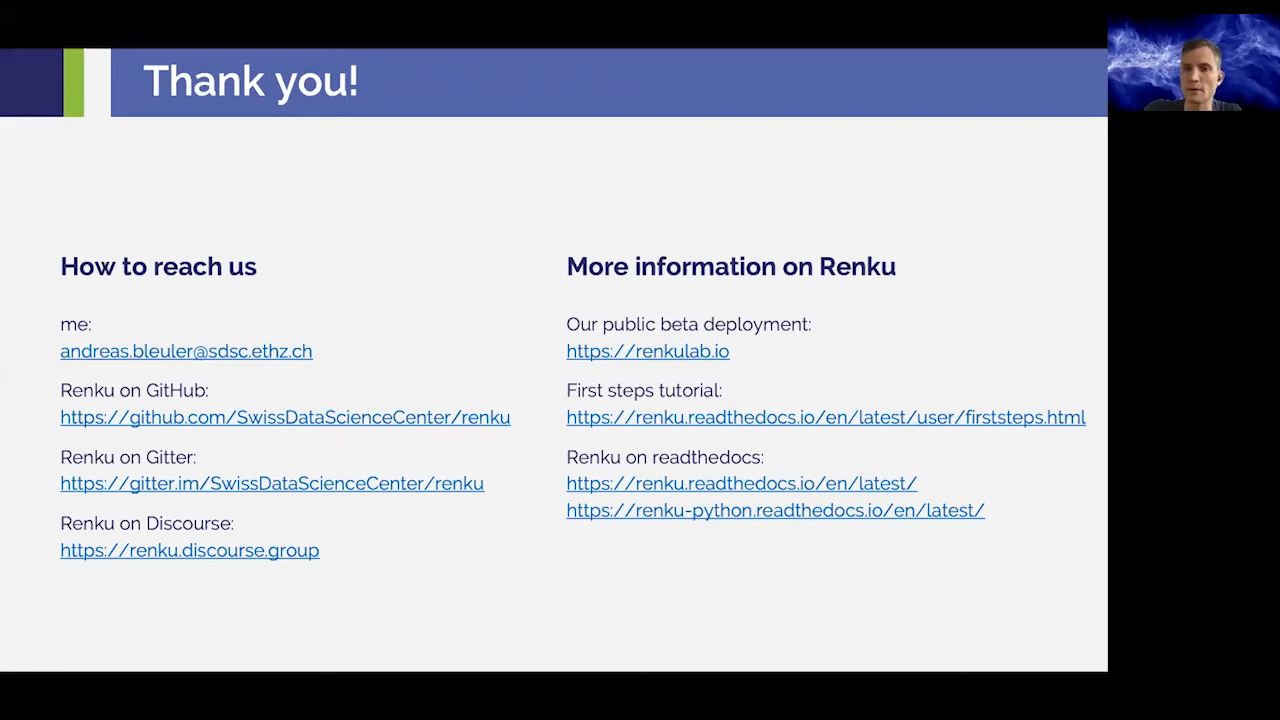 Thank you!
How to reach us
me:
andreas.bleuler@sdsc.ethz.ch
Renku on GitHub:
https://github.com/SwissDataScienceCenter/renku
Renku on Gitter:
https://gitter.im/SwissDataScienceCenter/renku
Renku on Discourse:
https://renku.discourse.group
More information on Renku
Our public beta deployment:
https://renkulab.io
First steps tutorial:
https://renku.readthedocs.io/en/latest/user/firststeps.html
Renku on readthedocs:
https://renku.readthedocs.io/en/latest/
https://renku-python.readthedocs.io/en/latest/